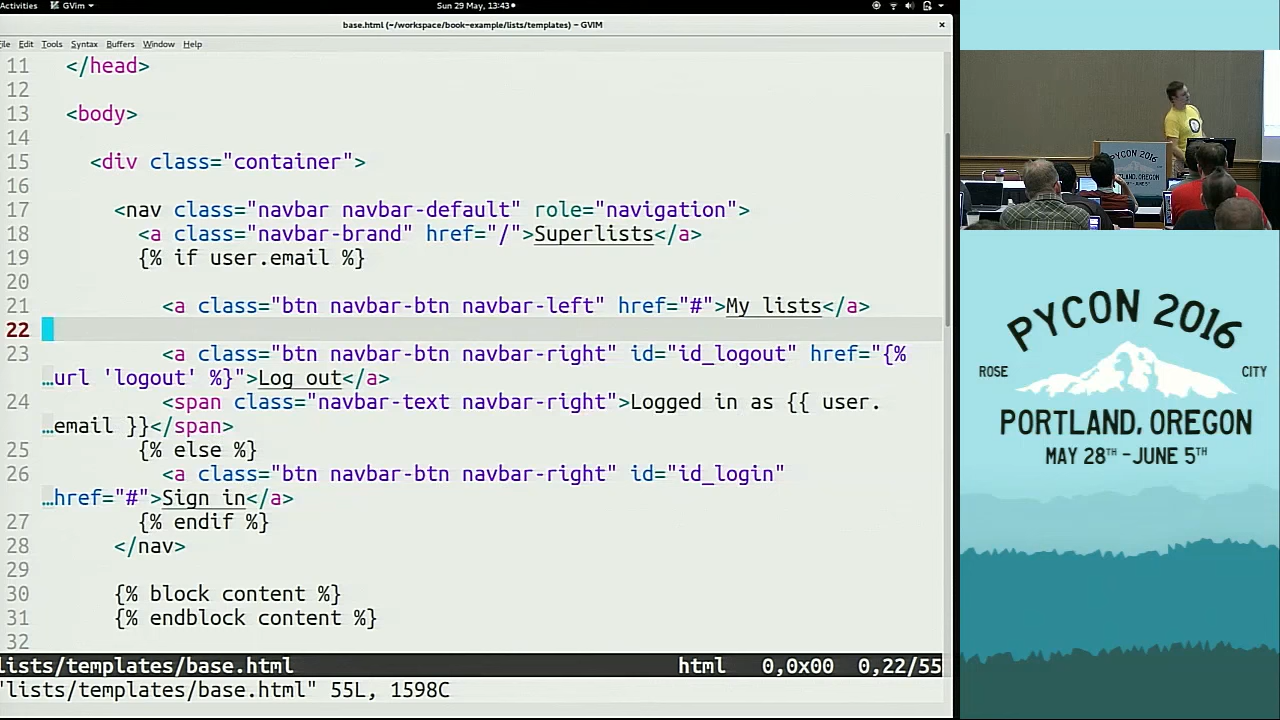 Activities GVim Sun 29 May, 13:43
base.html (~/workspace/book-example/lists/templates) – GVIM
ile Edit Tools Syntax Buffers Window Help
11 </head>
12
13 <body>
14
15 <div class="container">
16
17 <nav class="navbar navbar-default" role="navigation">
18 <a class="navbar-brand" href="/">Superlists</a>
19 {% if user.email %}
20
21 <a class="btn navbar-btn navbar-left" href="#">My lists</a>
22
23 <a class="btn navbar-btn navbar-right" id="id_logout" href="{%
…url 'logout' %}">Log out</a>
24 <span class="navbar-text navbar-right">Logged in as {{ user.
…email }}</span>
25 {% else %}
26 <a class="btn navbar-btn navbar-right" id="id_login"
…href="#">Sign in</a>
27 {% endif %}
28 </nav>
29
30 {% block content %}
31 {% endblock content %}
32
lists/templates/base.html html 0,0x00 0,22/55
"lists/templates/base.html" 55L, 1598C
PYCON 2016
PORTLAND, OREGON
PYCON 2016
ROSE CITY
PORTLAND, OREGON
MAY 28TH -JUNE 5TH